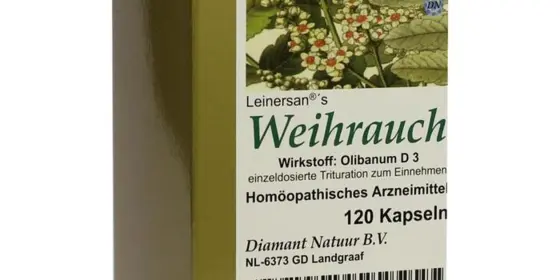 DN
Leinersan®´s
Weihrauch
Wirkstoff: Olibanum D 3
einzeldosierte Trituration zum Einnehmen
Homöopathisches Arzneimittel
120 Kapseln
Diamant Natuur B.V.
NL-6373 GD Landgraaf